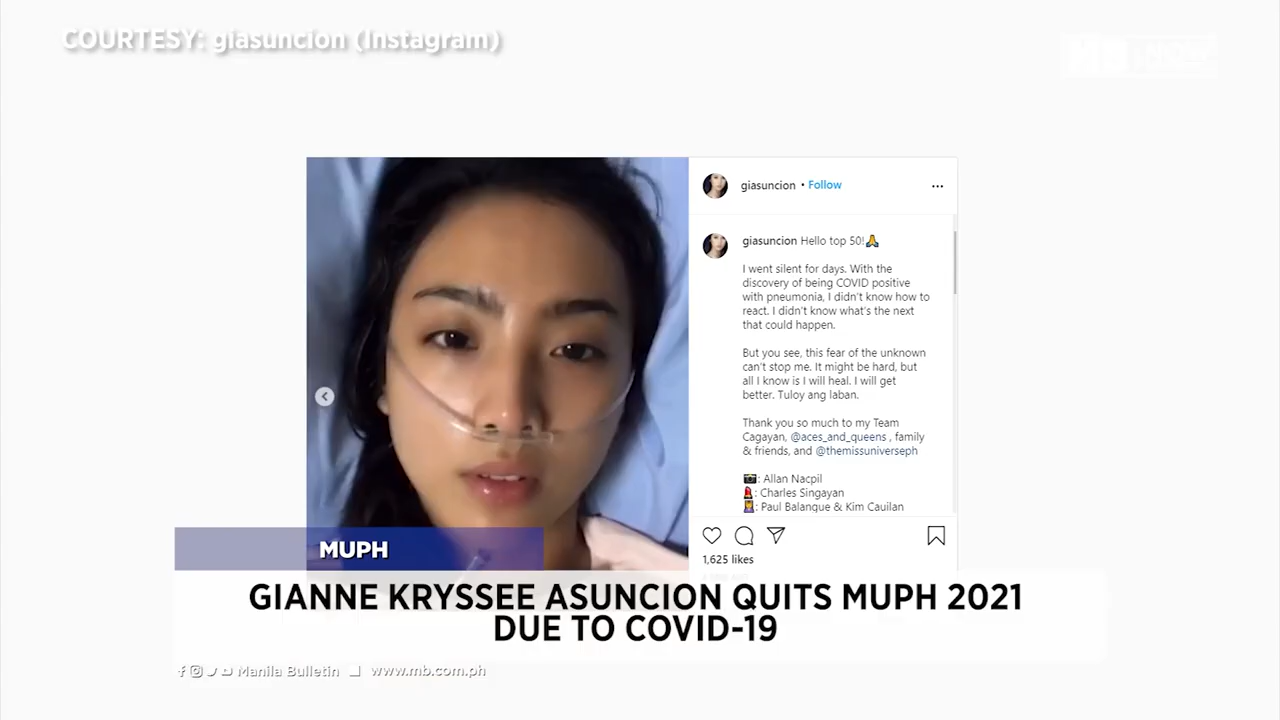 COURTESY: giasuncion (Instagram)
giasuncion • Follow
giasuncion Hello top 50!🙏
I went silent for days. With the
discovery of being COVID positive
with pneumonia, I didn't know how to
react. I didn't know what's the next
that could happen.
But you see, this fear of the unknown
can't stop me. It might be hard, but
all I know is I will heal. I will get
better. Tuloy ang laban.
Thank you so much to my Team
Cagayan, @aces_and_queens , family
& friends, and @themissuniverseph
📷: Allan Nacpil
💄: Charles Singayan
💆: Paul Balanque & Kim Cauilan
1,625 likes
MUPH
GIANNE KRYSSEE ASUNCION QUITS MUPH 2021
DUE TO COVID-19
Manila Bulletin www.mb.com.ph